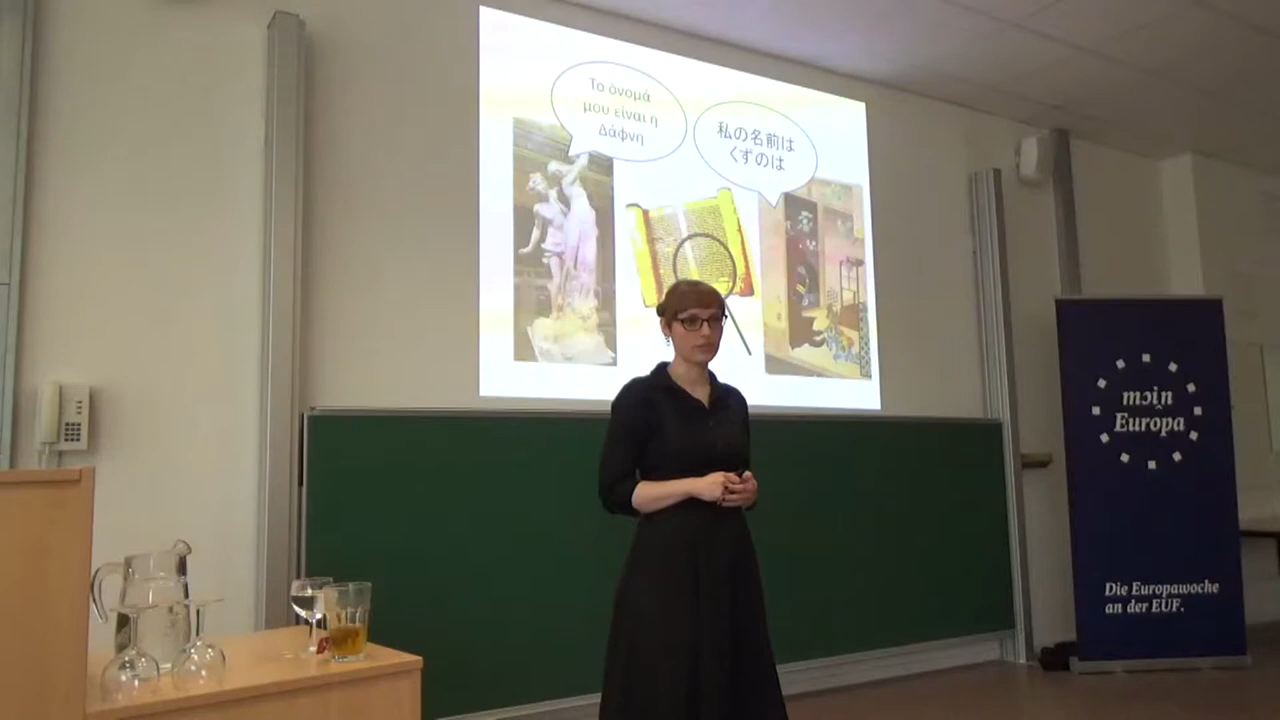 Το όνομά
μου είναι η
Δάφνη
私の名前は
くずのは
moin
Europa
Die Europawoche
an der EUF.